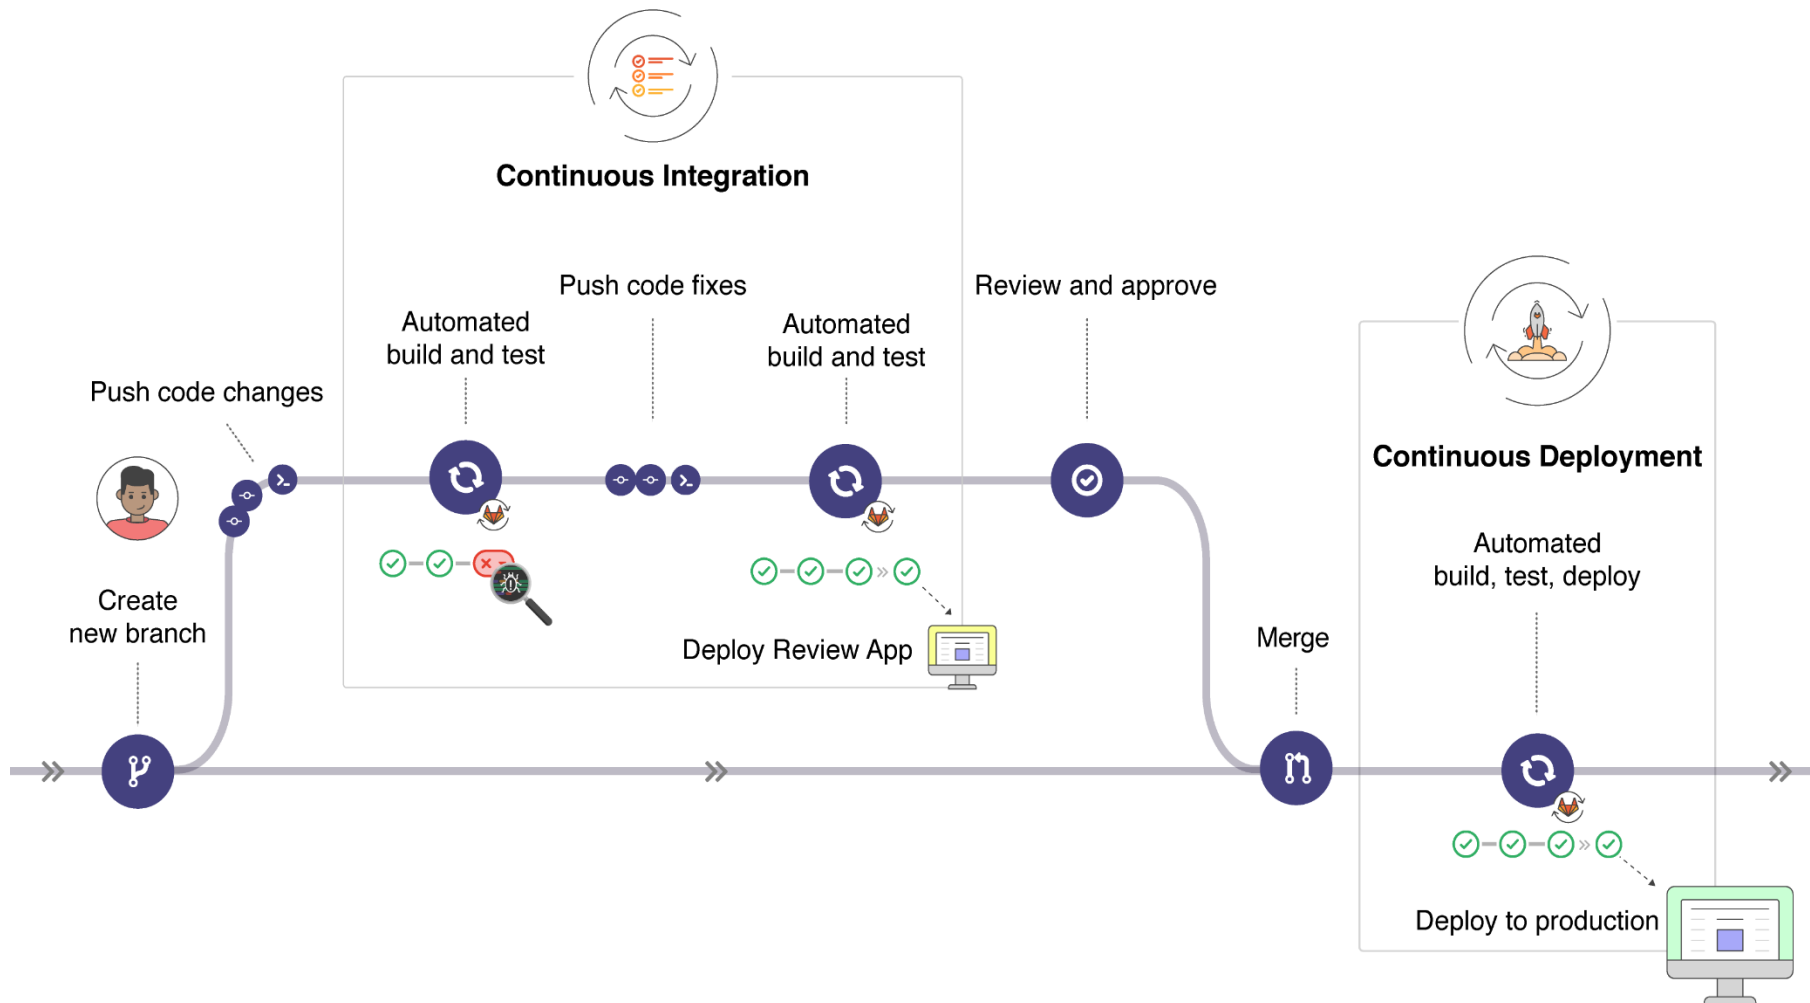 Continuous Integration
Push code fixes
Review and approve
Automated
build and test
Automated
build and test
Push code changes
Continuous Deployment
Automated
build, test, deploy
Create
new branch
Merge
Deploy Review App
Deploy to production